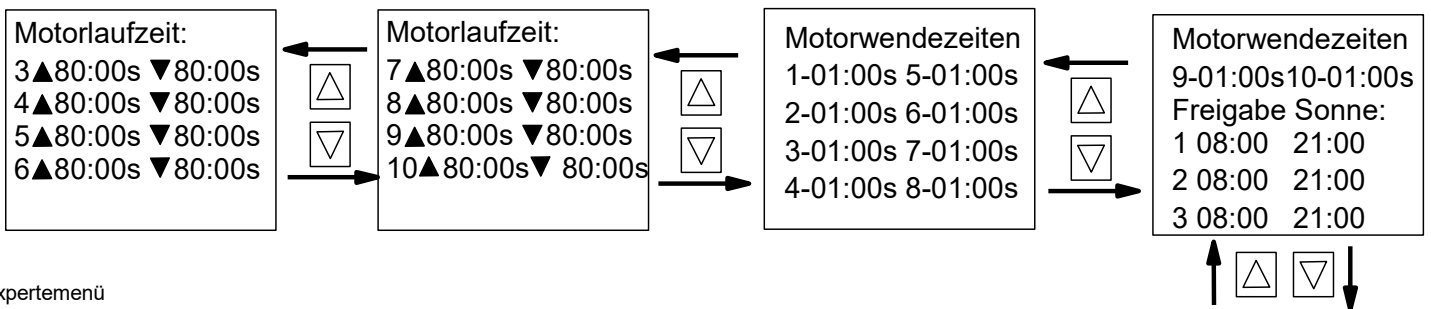 Motorlaufzeit:
3▲80:00s ▼80:00s
4▲80:00s ▼80:00s
5▲80:00s ▼80:00s
6▲80:00s ▼80:00s
Motorlaufzeit:
7▲80:00s ▼80:00s
8▲80:00s ▼80:00s
9▲80:00s ▼80:00s
10▲80:00s▼ 80:00s
Motorwendezeiten
1-01:00s 5-01:00s
2-01:00s 6-01:00s
3-01:00s 7-01:00s
4-01:00s 8-01:00s
Motorwendezeiten
9-01:00s10-01:00s
Freigabe Sonne:
1 08:00 21:00
2 08:00 21:00
3 08:00 21:00
xpertemenü